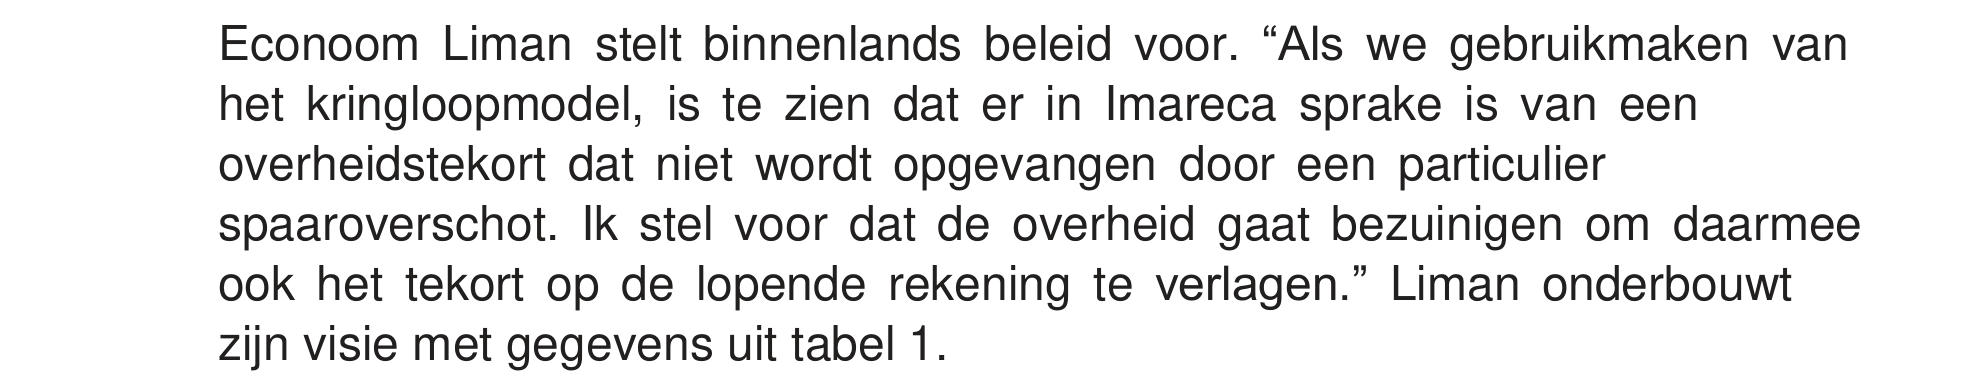 Econoom Liman stelt binnenlands beleid voor. “Als we gebruikmaken van
het kringloopmodel, is te zien dat er in Imareca sprake is van een
overheidstekort dat niet wordt opgevangen door een particulier
spaaroverschot. Ik stel voor dat de overheid gaat bezuinigen om daarmee
ook het tekort op de lopende rekening te verlagen.” Liman onderbouwt
zijn visie met gegevens uit tabel 1.